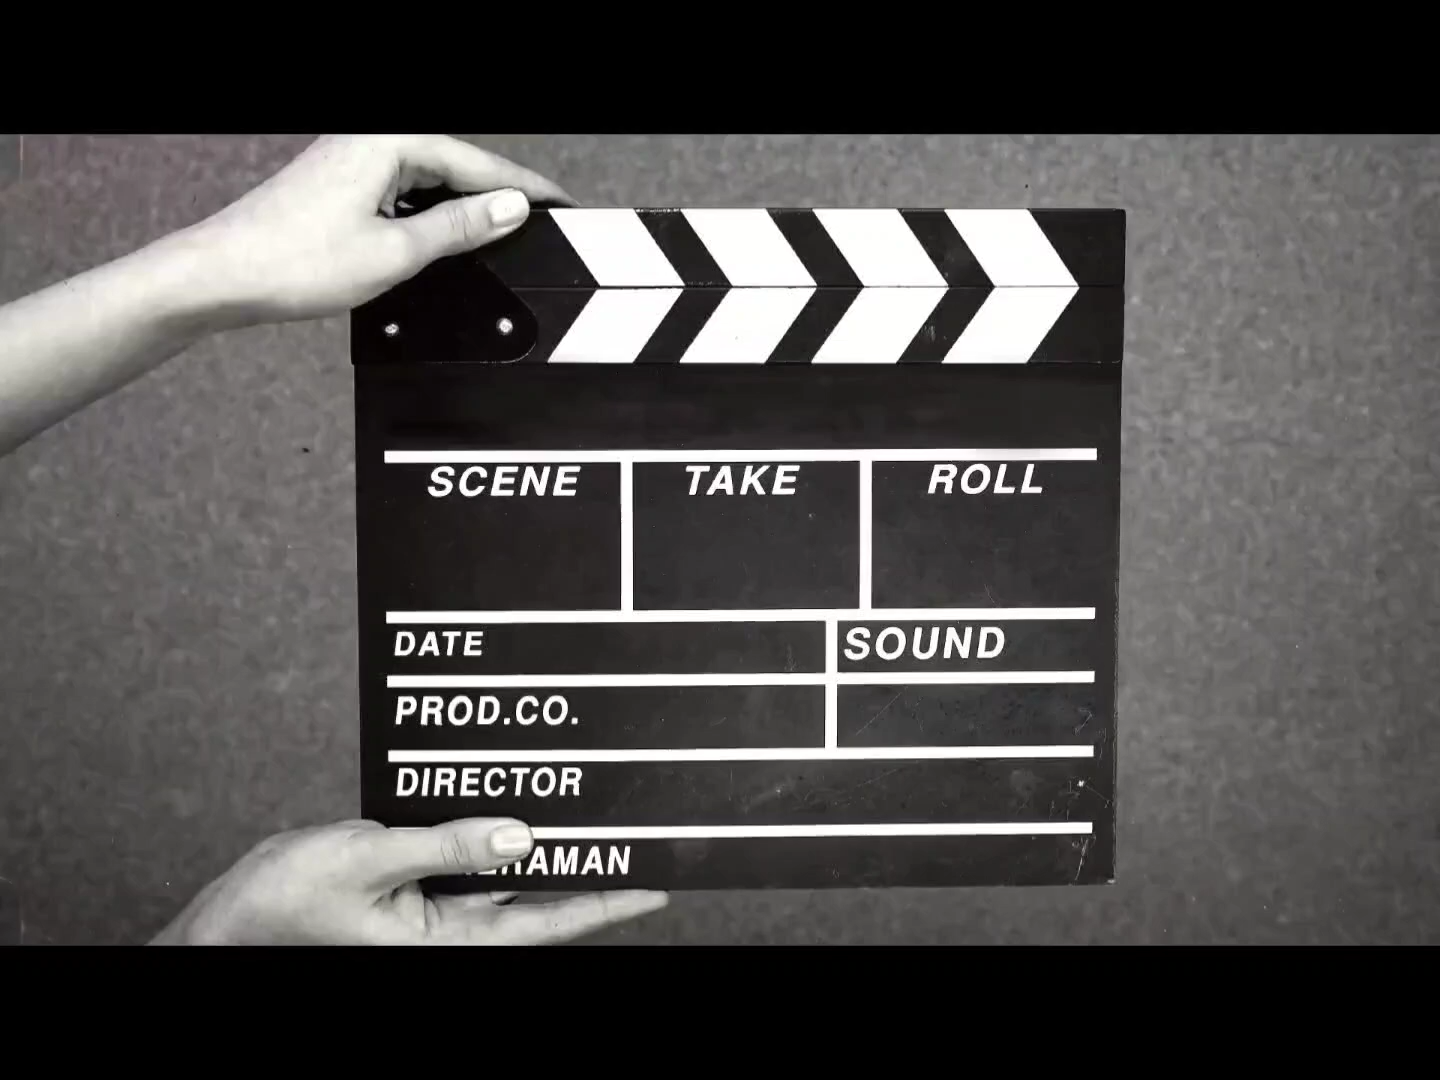 SCENE TAKE ROLL
DATE SOUND
PROD.CO.
DIRECTOR